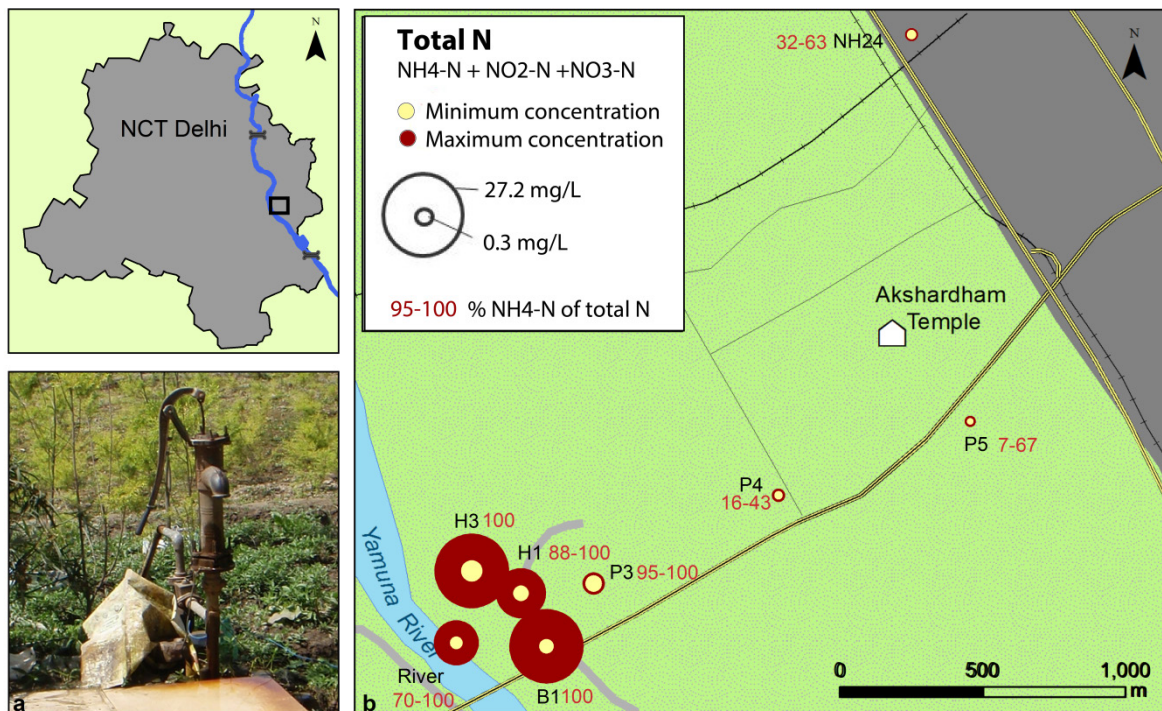 N
NCT Delhi
a
Total N
NH4-N + NO2-N +NO3-N
Minimum concentration
Maximum concentration
27.2 mg/L
0.3 mg/L
95-100 % NH4-N of total N
32-63 NH24
N
Akshardham
Temple
P5 7-67
P4
16-43
H3 100
H1 88-100
P3 95-100
Yamuna River
River
70-100
B1 100
0 500 1,000
m
b